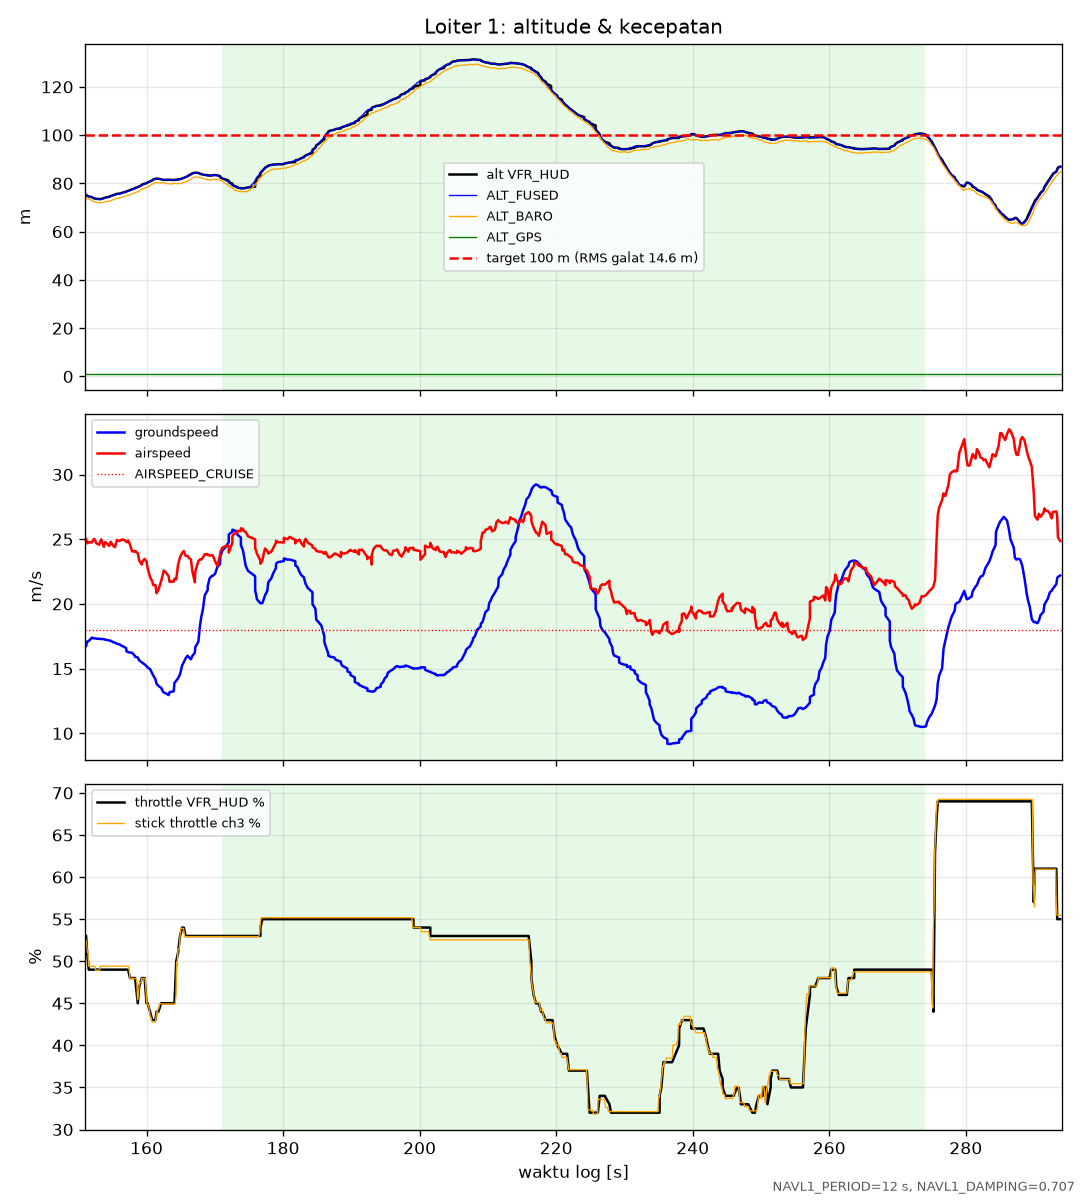 Loiter 1: altitude & kecepatan
120
100
80
60
40
20
0
m
alt VFR_HUD
ALT_FUSED
ALT_BARO
ALT_GPS
target 100 m (RMS galat 14.6 m)
30
25
20
15
10
m/s
groundspeed
airspeed
AIRSPEED_CRUISE
70
65
60
55
50
45
40
35
30
%
throttle VFR_HUD %
stick throttle ch3 %
160 180 200 220 240 260 280
waktu log [s]
NAVL1_PERIOD=12 s, NAVL1_DAMPING=0.707